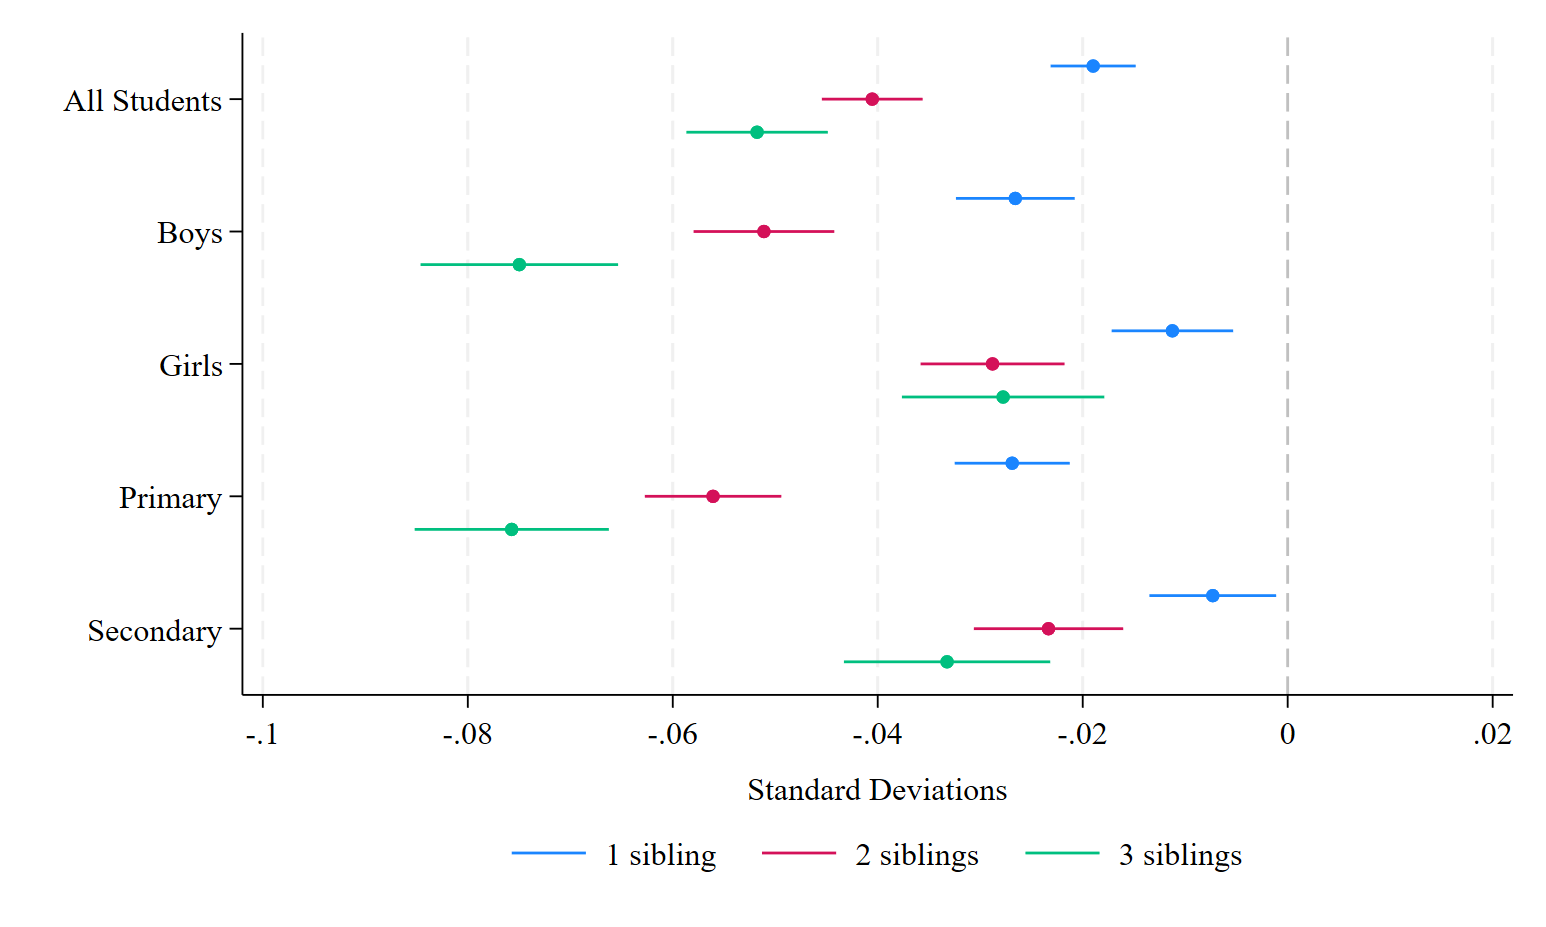 All Students
Boys
Girls
Primary
Secondary
-.1 -.08 -.06 -.04 -.02 0 .02
Standard Deviations
1 sibling 2 siblings 3 siblings